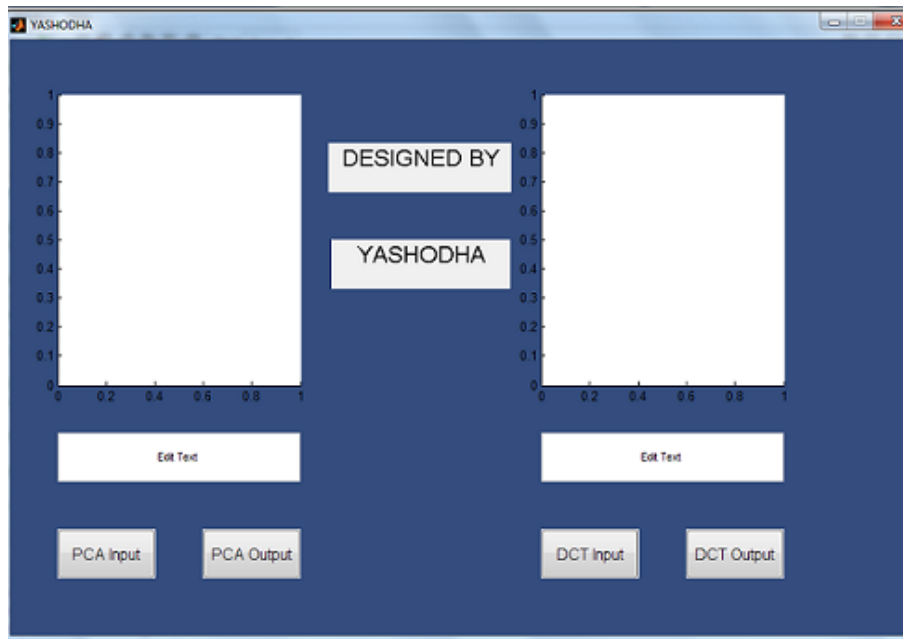 YASHODHA
1
0.9
0.8
0.7
0.6
0.5
0.4
0.3
0.2
0.1
0
0 0.2 0.4 0.6 0.8 1
DESIGNED BY
YASHODHA
1
0.9
0.8
0.7
0.6
0.5
0.4
0.3
0.2
0.1
0
0 0.2 0.4 0.6 0.8 1
Edit Text
Edit Text
PCA Input
PCA Output
DCT Input
DCT Output